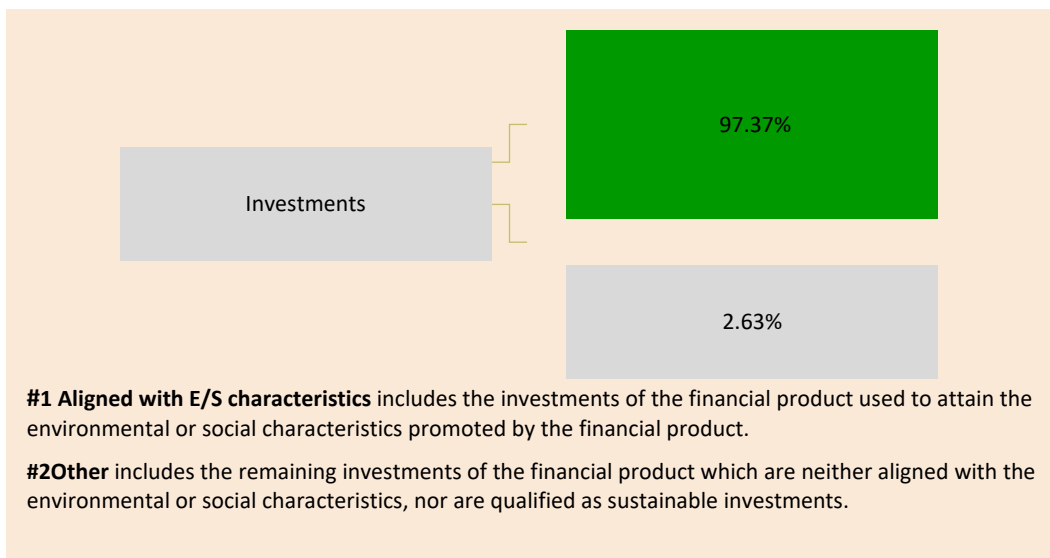 97.37%
Investments
2.63%
#1 Aligned with E/S characteristics includes the investments of the financial product used to attain the
environmental or social characteristics promoted by the financial product.
#2Other includes the remaining investments of the financial product which are neither aligned with the
environmental or social characteristics, nor are qualified as sustainable investments.